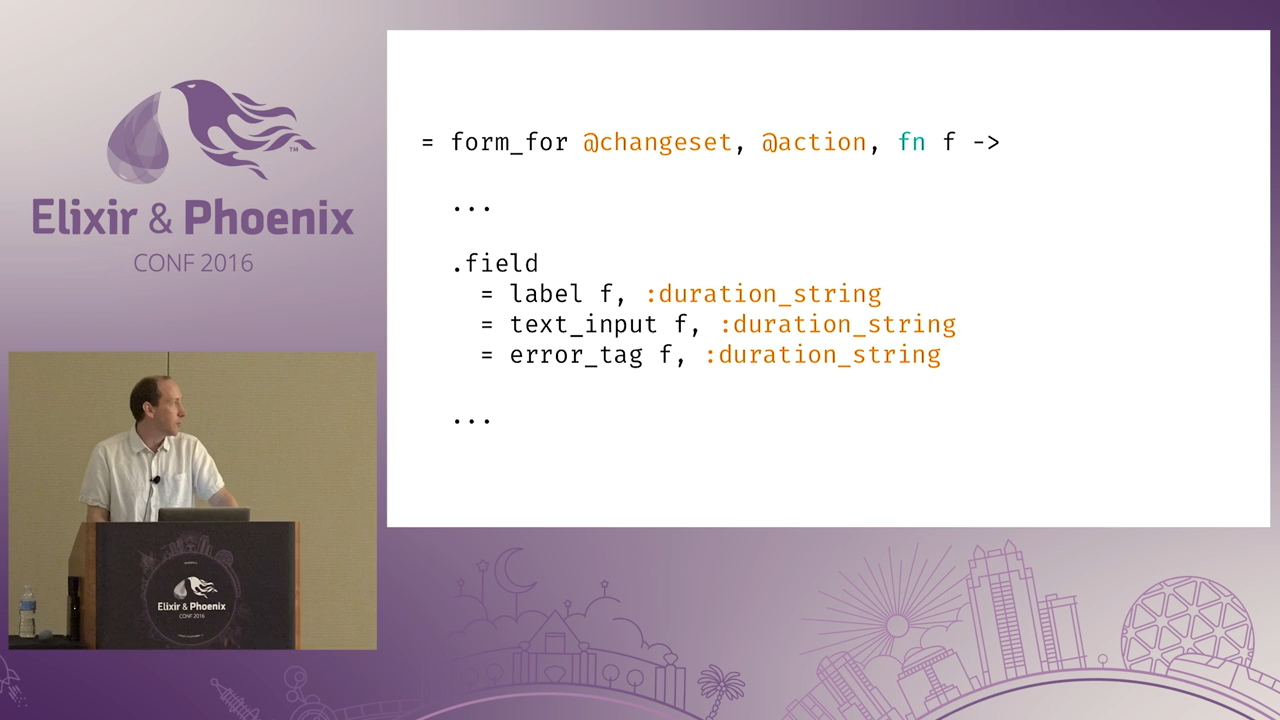 TM
Elixir & Phoenix
CONF 2016
= form_for @changeset, @action, fn f ->
...
.field
= label f, :duration_string
= text_input f, :duration_string
= error_tag f, :duration_string
...
Elixir & Phoenix
CONF 2016